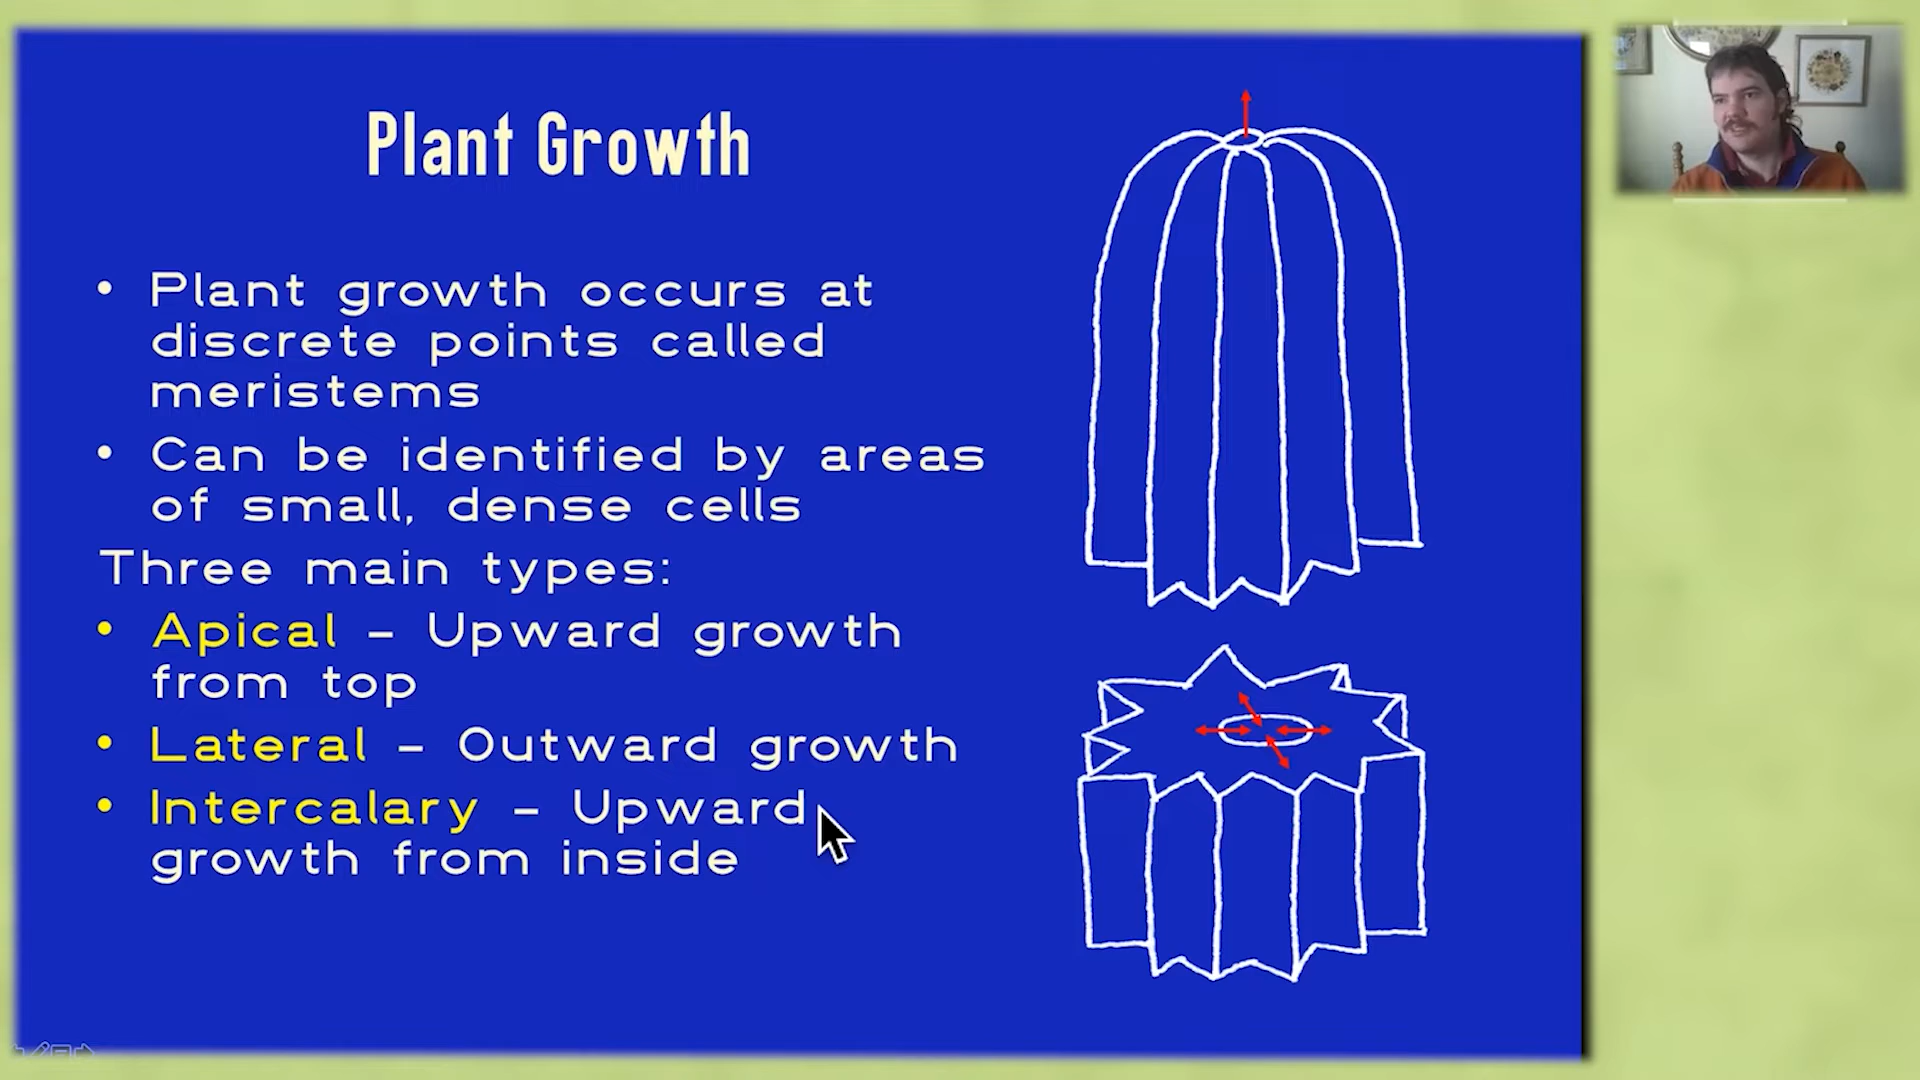 Plant Growth
• Plant growth occurs at
discrete points called
meristems
• Can be identified by areas
of small, dense cells
Three main types:
• Apical – Upward growth
from top
• Lateral – Outward growth
• Intercalary – Upward
growth from inside